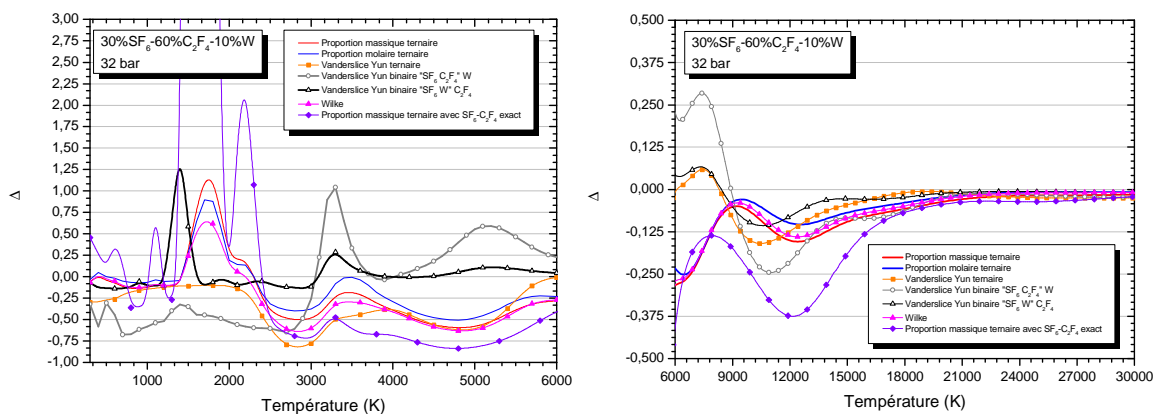 30%SF6-60%C2F4-10%W
32 bar
Proportion massique ternaire
Proportion molaire ternaire
Vanderslice Yun ternaire
Vanderslice Yun binaire "SF6 C2F4" W
Vanderslice Yun binaire "SF6 W" C2F4
Wilke
Proportion massique ternaire avec SF6-C2F4 exact
3,00
2,75
2,50
2,25
2,00
1,75
1,50
1,25
1,00
0,75
0,50
0,25
0,00
-0,25
-0,50
-0,75
-1,00
Δ
1000
2000
3000
4000
5000
6000
Température (K)
30%SF6-60%C2F4-10%W
32 bar
0,500
0,375
0,250
0,125
0,000
-0,125
-0,250
-0,375
-0,500
Δ
Proportion massique ternaire
Proportion molaire ternaire
Vanderslice Yun ternaire
Vanderslice Yun binaire "SF6 C2F4" W
Vanderslice Yun binaire "SF6 W" C2F4
Wilke
Proportion massique ternaire avec SF6-C2F4 exact
6000
9000
12000
15000
18000
21000
24000
27000
30000
Température (K)